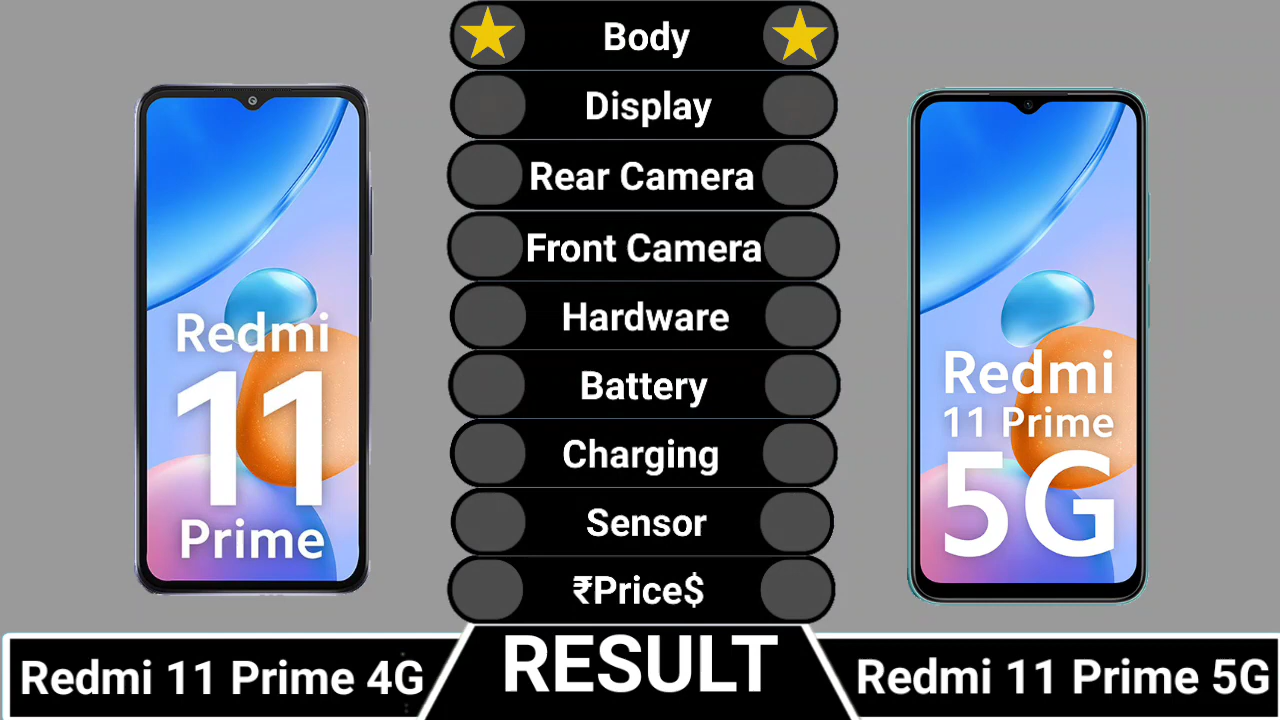 Body
Display
Rear Camera
Front Camera
Hardware
Battery
Charging
Sensor
₹Price$
Redmi
11
Prime
Redmi
11 Prime
5G
Redmi 11 Prime 4G
RESULT
Redmi 11 Prime 5G